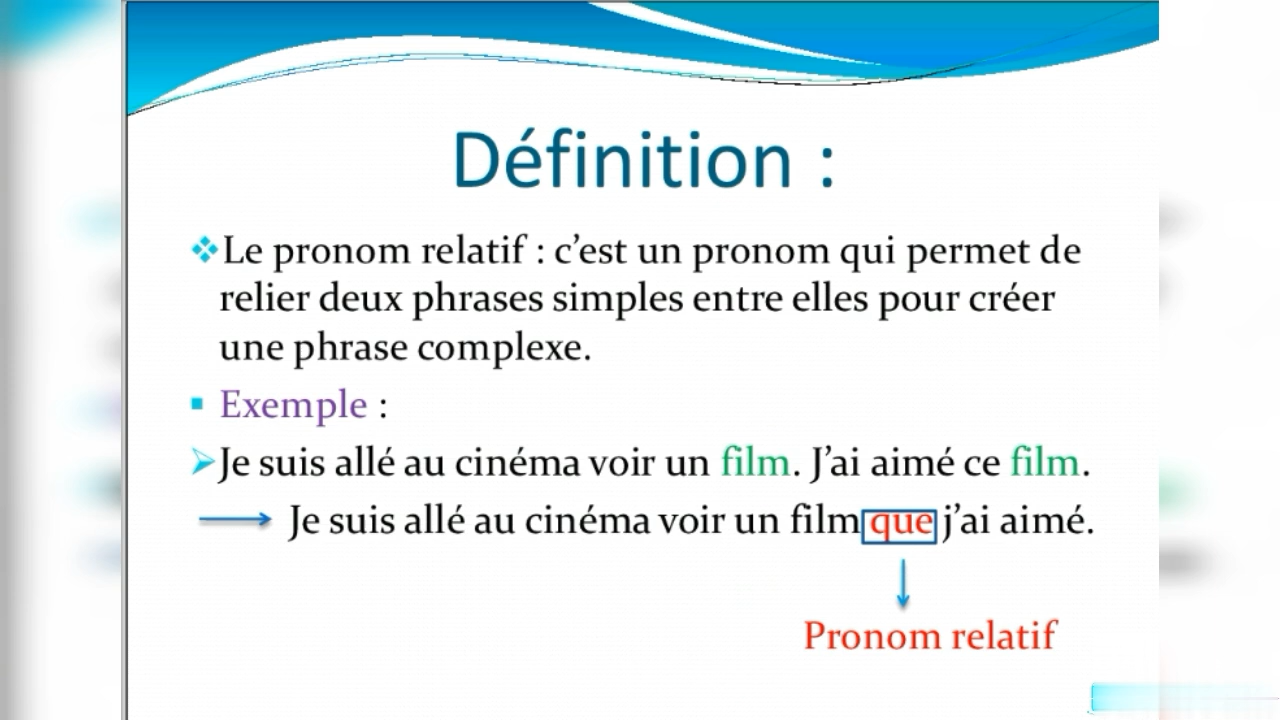 Définition :
Le pronom relatif : c’est un pronom qui permet de
relier deux phrases simples entre elles pour créer
une phrase complexe.
Exemple :
Je suis allé au cinéma voir un film. J’ai aimé ce film.
Je suis allé au cinéma voir un film que j’ai aimé.
Pronom relatif